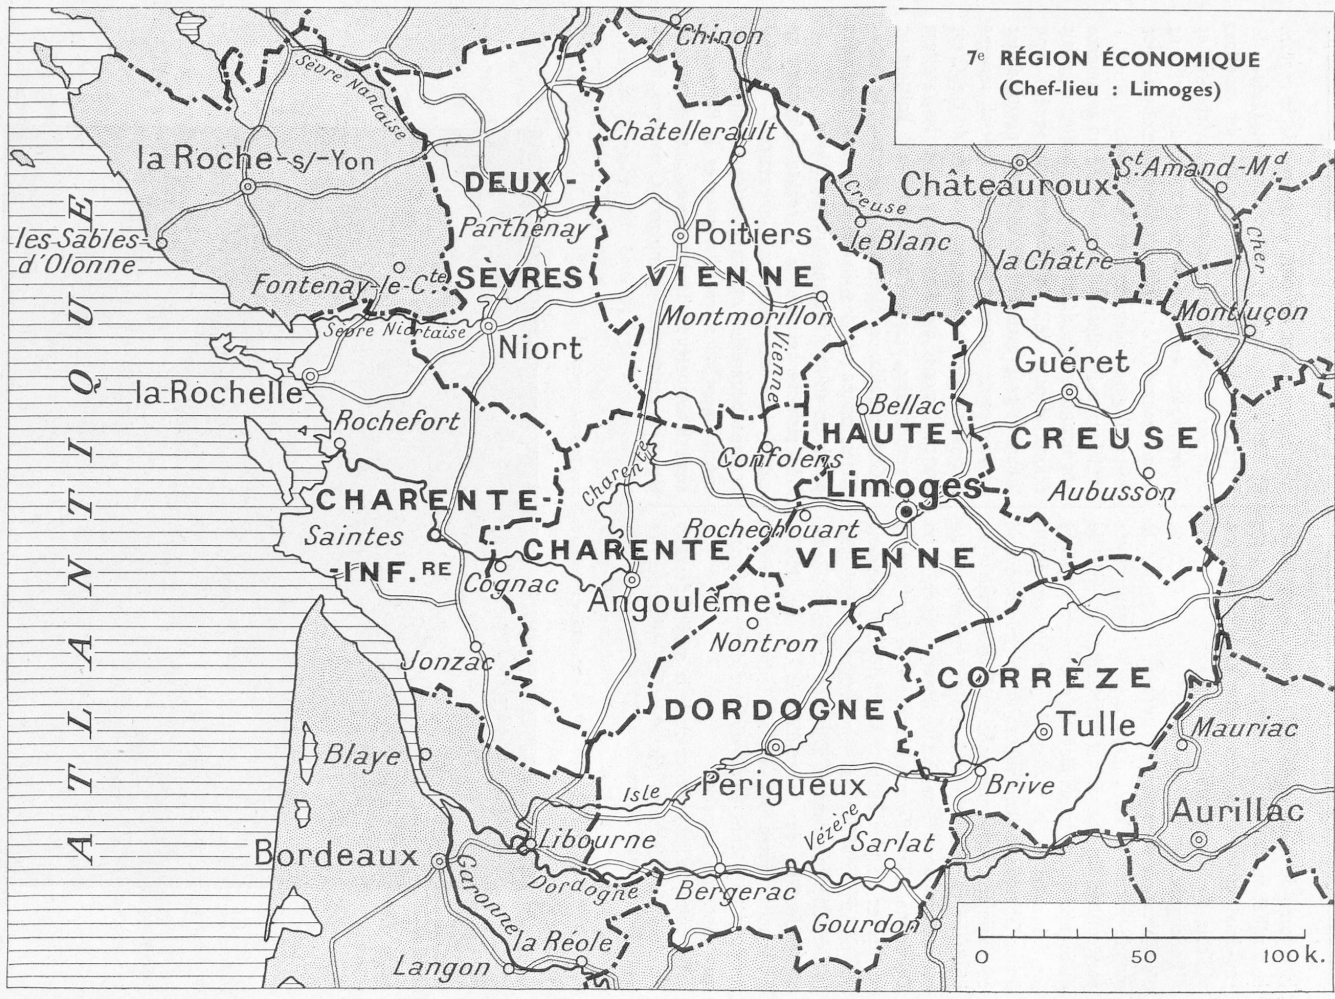 7e RÉGION ÉCONOMIQUE
(Chef-lieu : Limoges)
Chinon
Sèvre Nantaise
Châtellerault
la Roche-s/-Yon
Châteauroux
St Amand-Md
DEUX-
Creuse
Parthenay
Poitiers
le Blanc
les-Sables-
d'Olonne
la Châtre
Cher
Fontenay-le-Cte
SÈVRES
VIENNE
Montmorillon
Montluçon
Sèvre Niortaise
Niort
Vienne
Guéret
la Rochelle
Rochefort
Bellac
HAUTE-
CREUSE
Confolens
Charente
Limoges
Aubusson
CHARENTE-
Saintes
Rochechouart
CHARENTE
VIENNE
-INF.RE
Cognac
Angoulême
Nontron
Jonzac
CORRÈZE
DORDOGNE
Tulle
Mauriac
Blaye
Périgueux
Brive
Isle
Aurillac
Vézère
Libourne
Sarlat
Bordeaux
Garonne
Dordogne
Bergerac
Gourdon
la Réole
Langon
ATLANTIQUE
0 50 100 k.